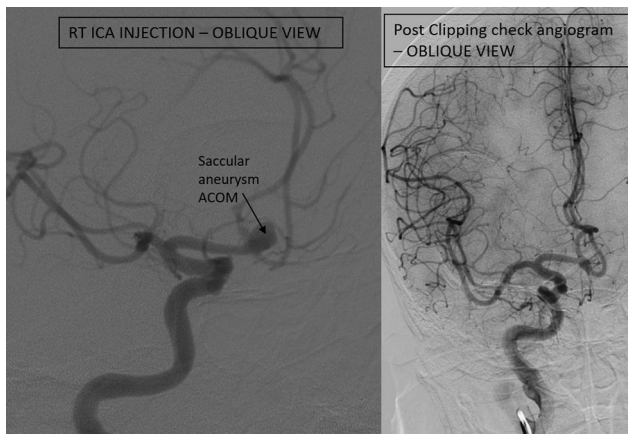 RT ICA INJECTION – OBLIQUE VIEW
Saccular
aneurysm
ACOM
Post Clipping check angiogram
– OBLIQUE VIEW